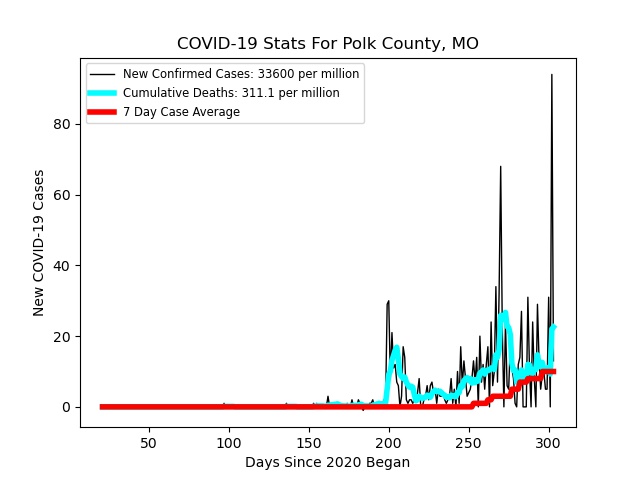 COVID-19 Stats For Polk County, MO
New Confirmed Cases: 33600 per million
Cumulative Deaths: 311.1 per million
7 Day Case Average
New COVID-19 Cases
80
60
40
20
0
50 100 150 200 250 300
Days Since 2020 Began